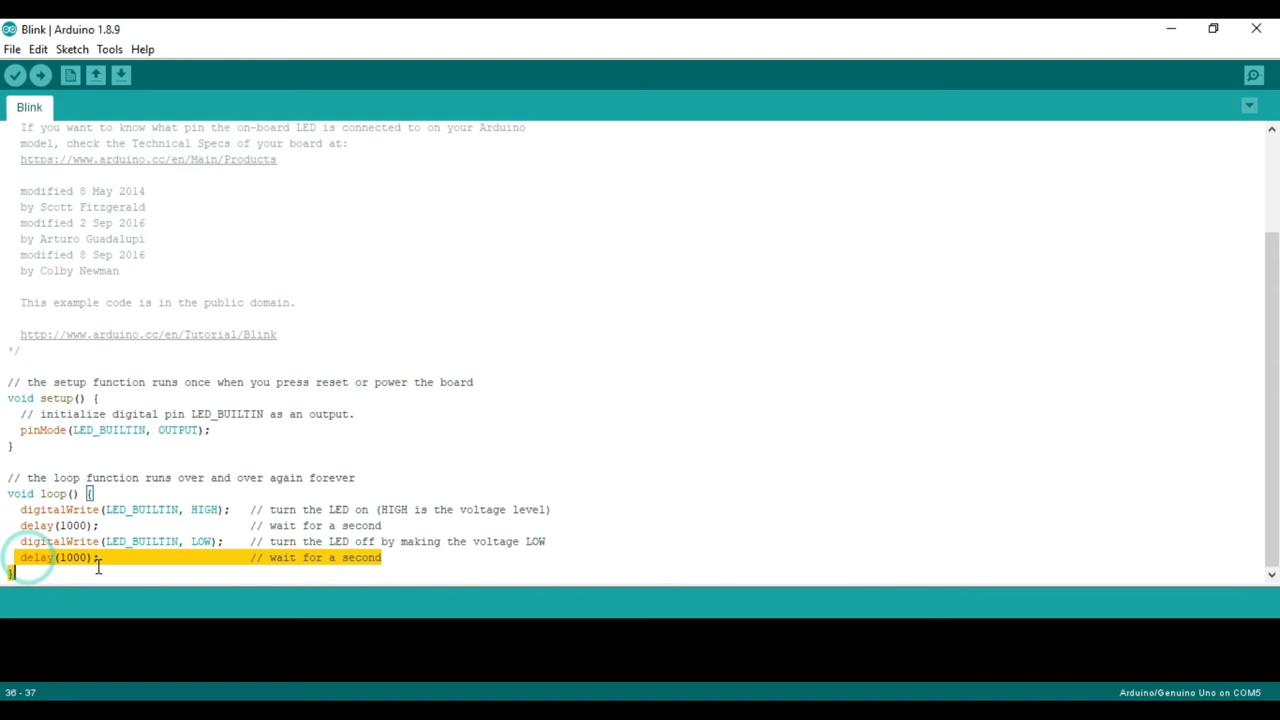 Blink | Arduino 1.8.9
File Edit Sketch Tools Help
Blink
If you want to know what pin the on-board LED is connected to on your Arduino
model, check the Technical Specs of your board at:
https://www.arduino.cc/en/Main/Products
modified 8 May 2014
by Scott Fitzgerald
modified 2 Sep 2016
by Arturo Guadalupi
modified 8 Sep 2016
by Colby Newman
This example code is in the public domain.
http://www.arduino.cc/en/Tutorial/Blink
*/
// the setup function runs once when you press reset or power the board
void setup() {
// initialize digital pin LED_BUILTIN as an output.
pinMode(LED_BUILTIN, OUTPUT);
}
// the loop function runs over and over again forever
void loop() {
digitalWrite(LED_BUILTIN, HIGH); // turn the LED on (HIGH is the voltage level)
delay(1000); // wait for a second
digitalWrite(LED_BUILTIN, LOW); // turn the LED off by making the voltage LOW
delay(1000); // wait for a second
}
36 - 37
Arduino/Genuino Uno on COM5